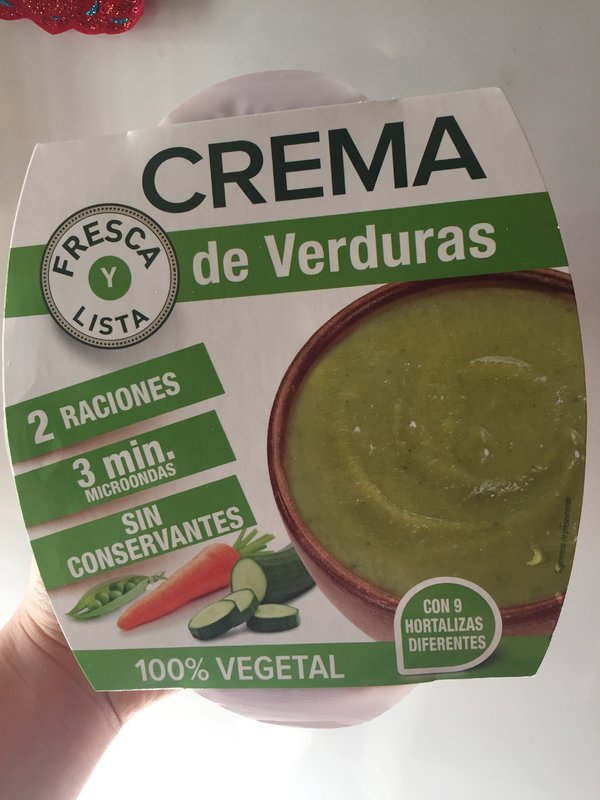 CREMA
de Verduras
FRESCA
Y
LISTA
2 RACIONES
3 min.
MICROONDAS
SIN
CONSERVANTES
CON 9
HORTALIZAS
DIFERENTES
100% VEGETAL